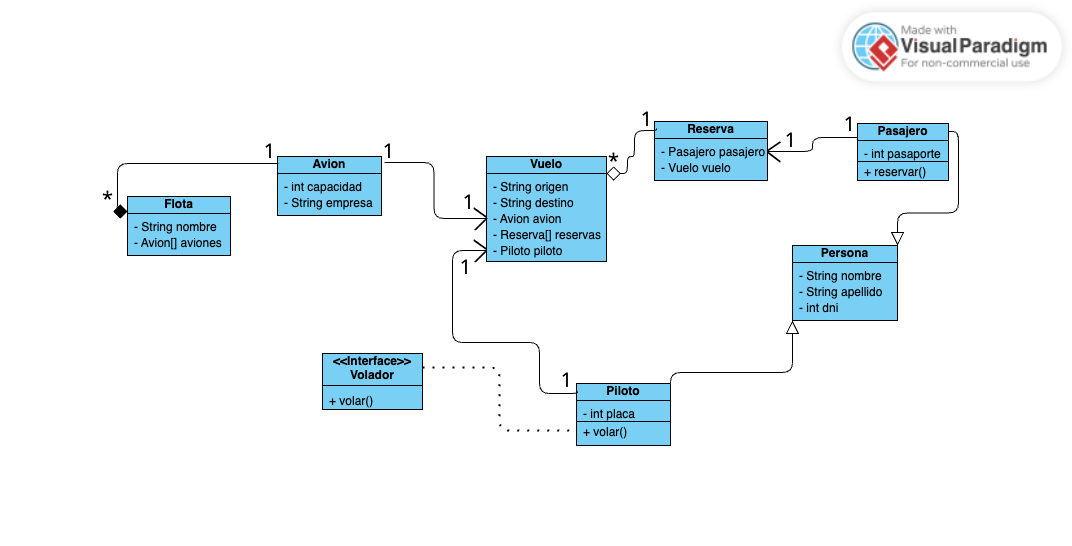 Made with
Visual Paradigm
For non-commercial use
Flota
- String nombre
- Avion[] aviones
*
1
Avion
- int capacidad
- String empresa
1
1
Vuelo
- String origen
- String destino
- Avion avion
- Reserva[] reservas
- Piloto piloto
1
*
1
Reserva
- Pasajero pasajero
- Vuelo vuelo
1
1
Pasajero
- int pasaporte
+ reservar()
Persona
- String nombre
- String apellido
- int dni
<<Interface>>
Volador
+ volar()
1
Piloto
- int placa
+ volar()